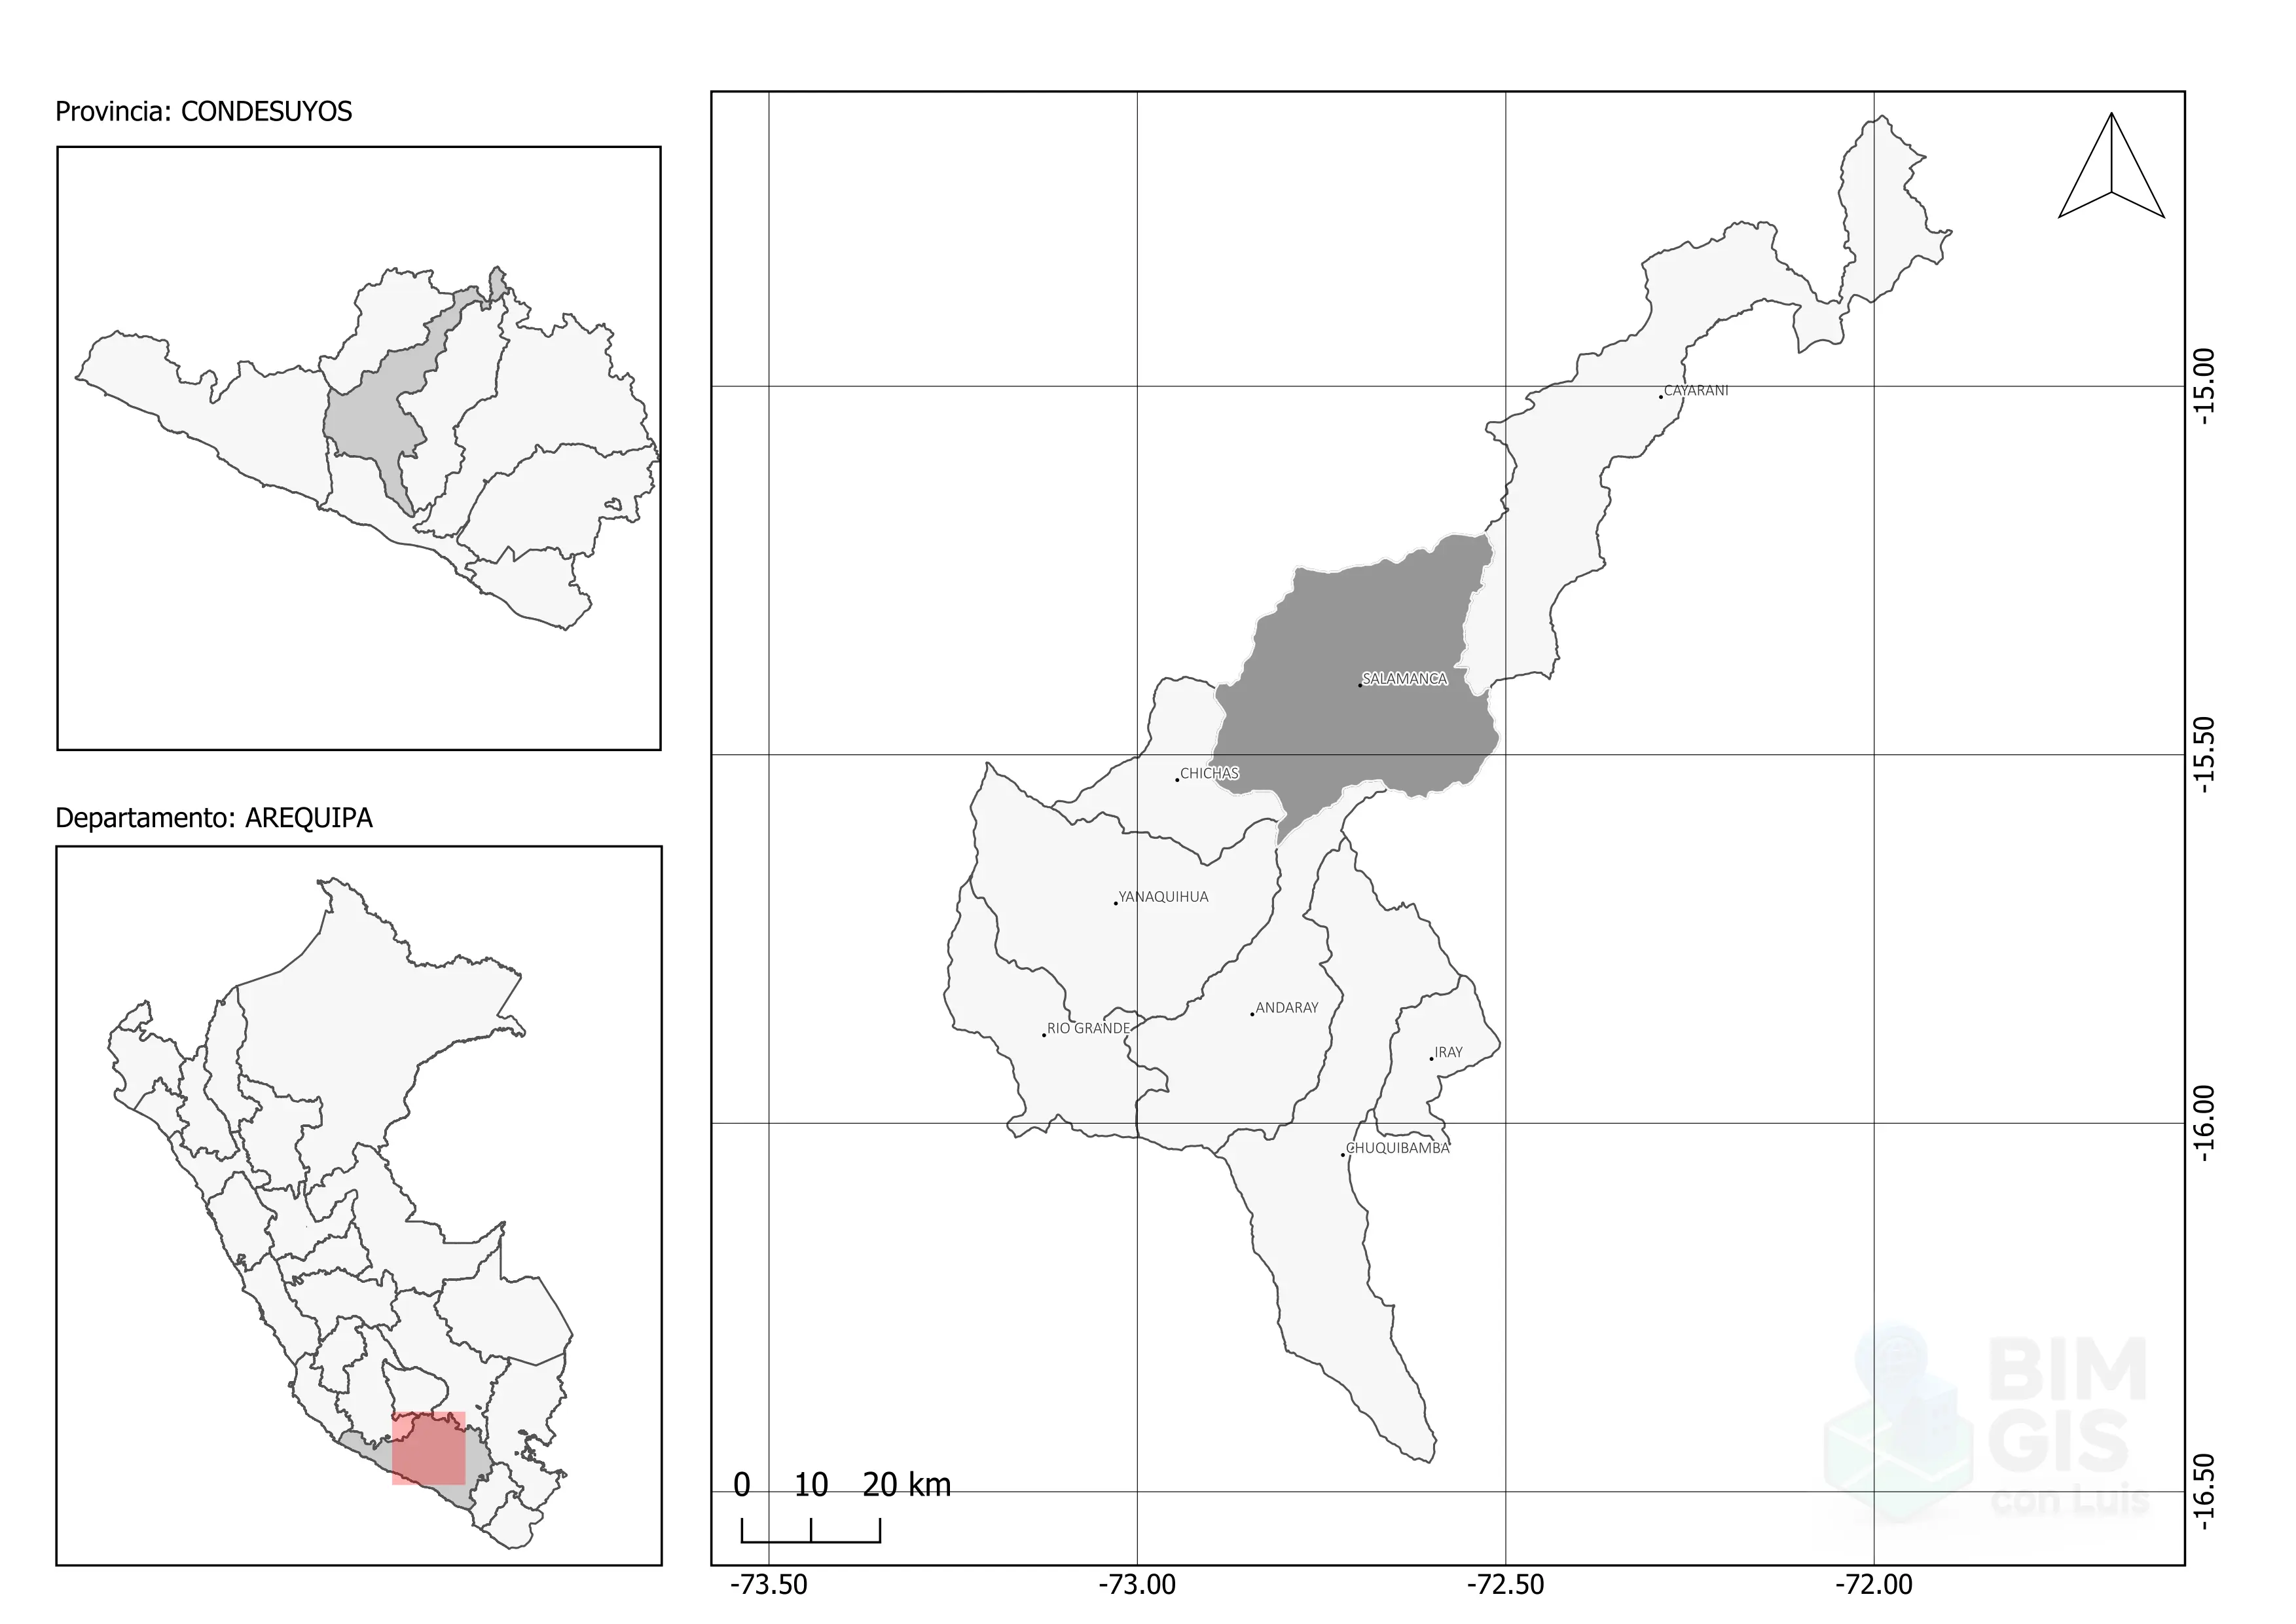 Provincia: CONDESUYOS
Departamento: AREQUIPA
CAYARANI
SALAMANCA
CHICHAS
YANAQUIHUA
ANDARAY
RIO GRANDE
IRAY
CHUQUIBAMBA
0 10 20 km
-15.00
-15.50
-16.00
-16.50
-73.50 -73.00 -72.50 -72.00
BIM
GIS
con Luis